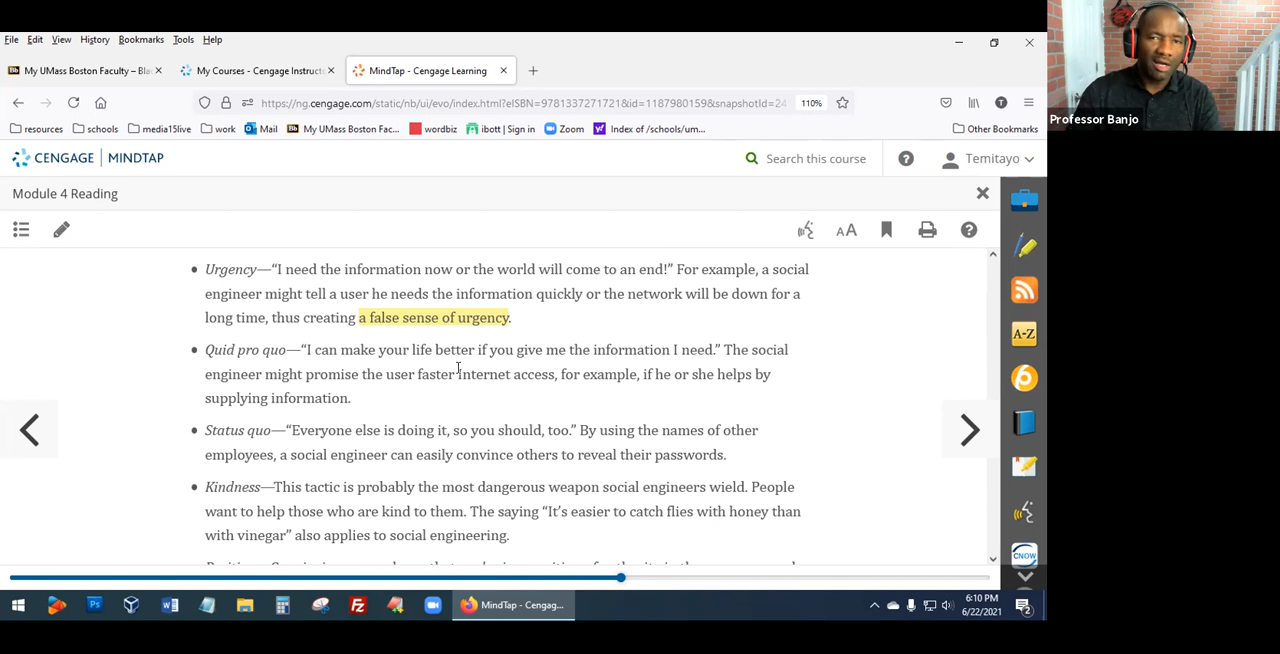 File Edit View History Bookmarks Tools Help
My UMass Boston Faculty – Bla
My Courses - Cengage Instructo
MindTap - Cengage Learning
https://ng.cengage.com/static/nb/ui/evo/index.html?eISBN=9781337271721&id=1187980159&snapshotId=24
110%
T
resources schools media15live work Mail My UMass Boston Fac... wordbiz ibott | Sign in Zoom Index of /schools/um...
Other Bookmarks
Professor Banjo
CENGAGE | MINDTAP
Search this course
Temitayo
Module 4 Reading
AA
• Urgency—“I need the information now or the world will come to an end!” For example, a social
engineer might tell a user he needs the information quickly or the network will be down for a
long time, thus creating a false sense of urgency.
• Quid pro quo—“I can make your life better if you give me the information I need.” The social
engineer might promise the user faster internet access, for example, if he or she helps by
supplying information.
• Status quo—“Everyone else is doing it, so you should, too.” By using the names of other
employees, a social engineer can easily convince others to reveal their passwords.
• Kindness—This tactic is probably the most dangerous weapon social engineers wield. People
want to help those who are kind to them. The saying “It’s easier to catch flies with honey than
with vinegar” also applies to social engineering.
A-Z
CNOW
MindTap - Cengag...
6:10 PM
6/22/2021
2